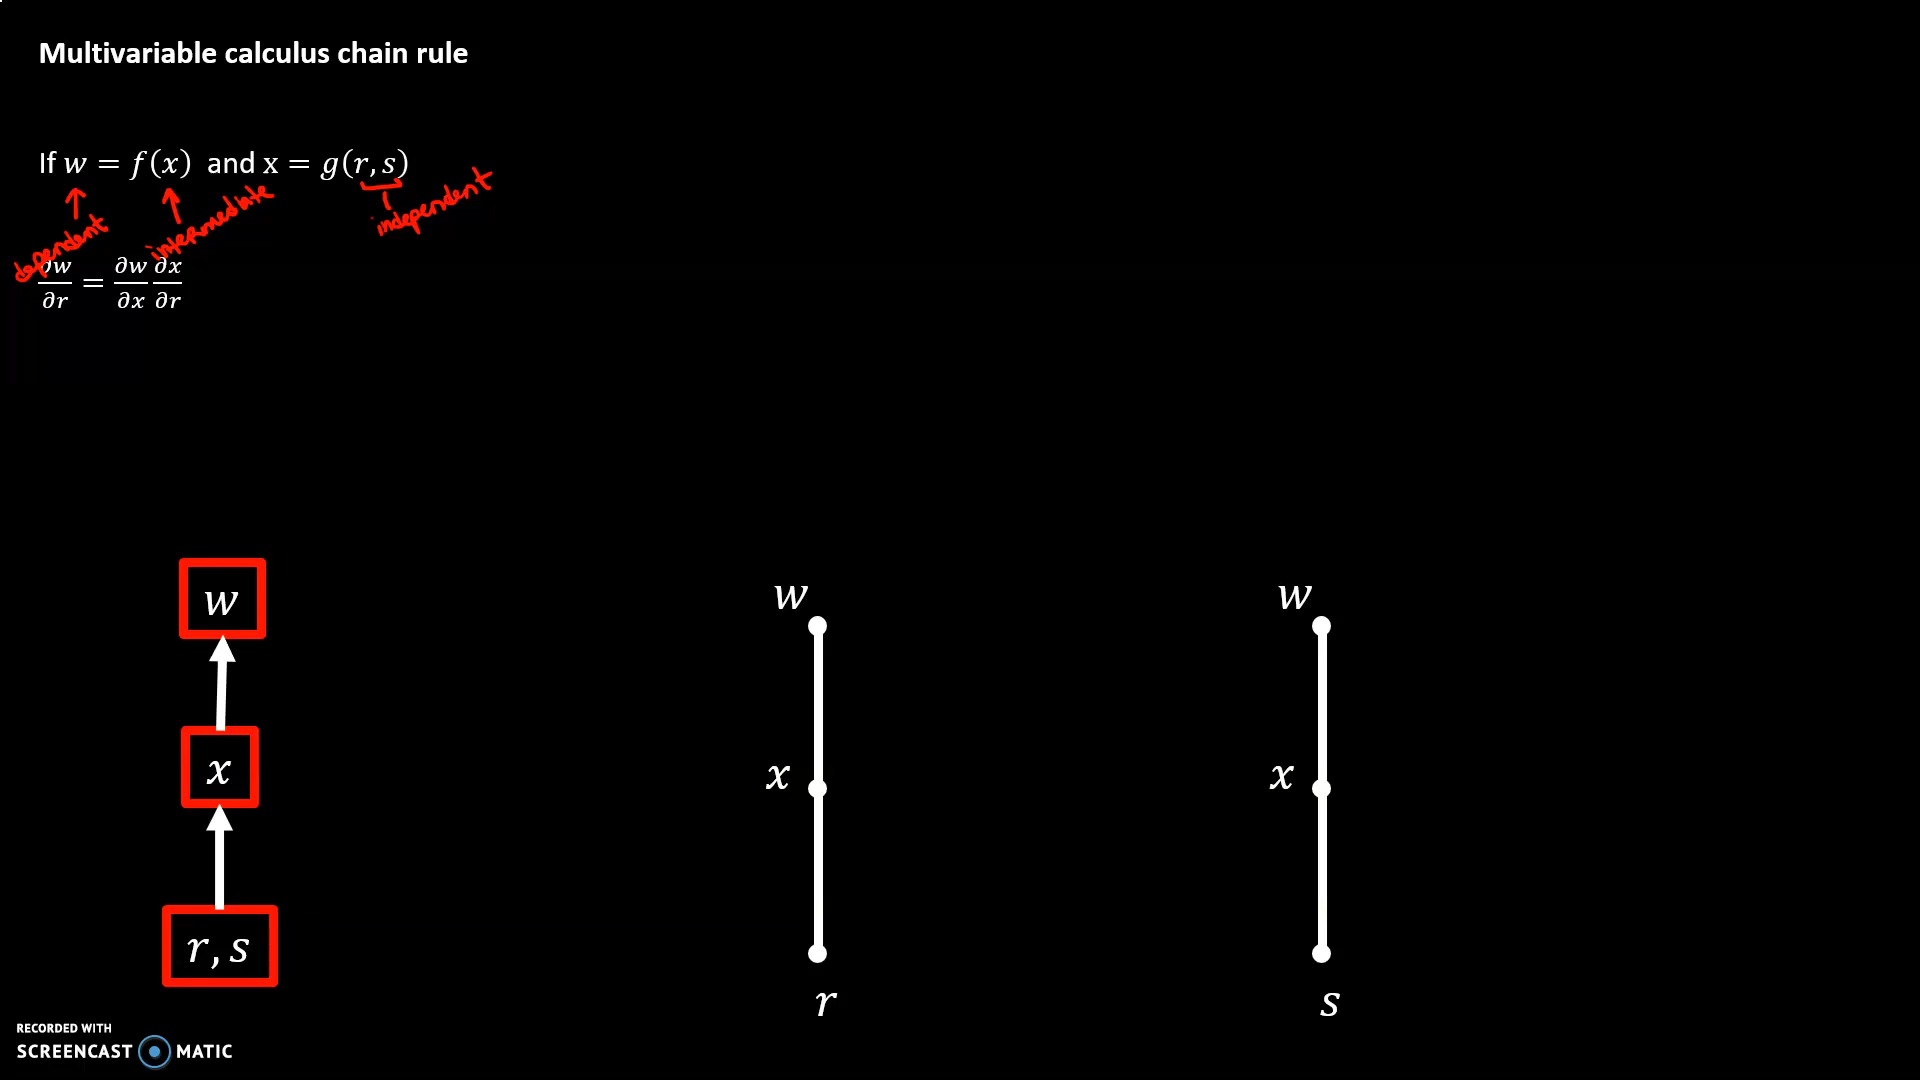 Multivariable calculus chain rule
If w = f(x) and x = g(r, s)
dependent
intermediate
independent
∂w/∂r = ∂w/∂x ∂x/∂r
w
x
r, s
w
x
r
w
x
s
RECORDED WITH
SCREENCAST MATIC